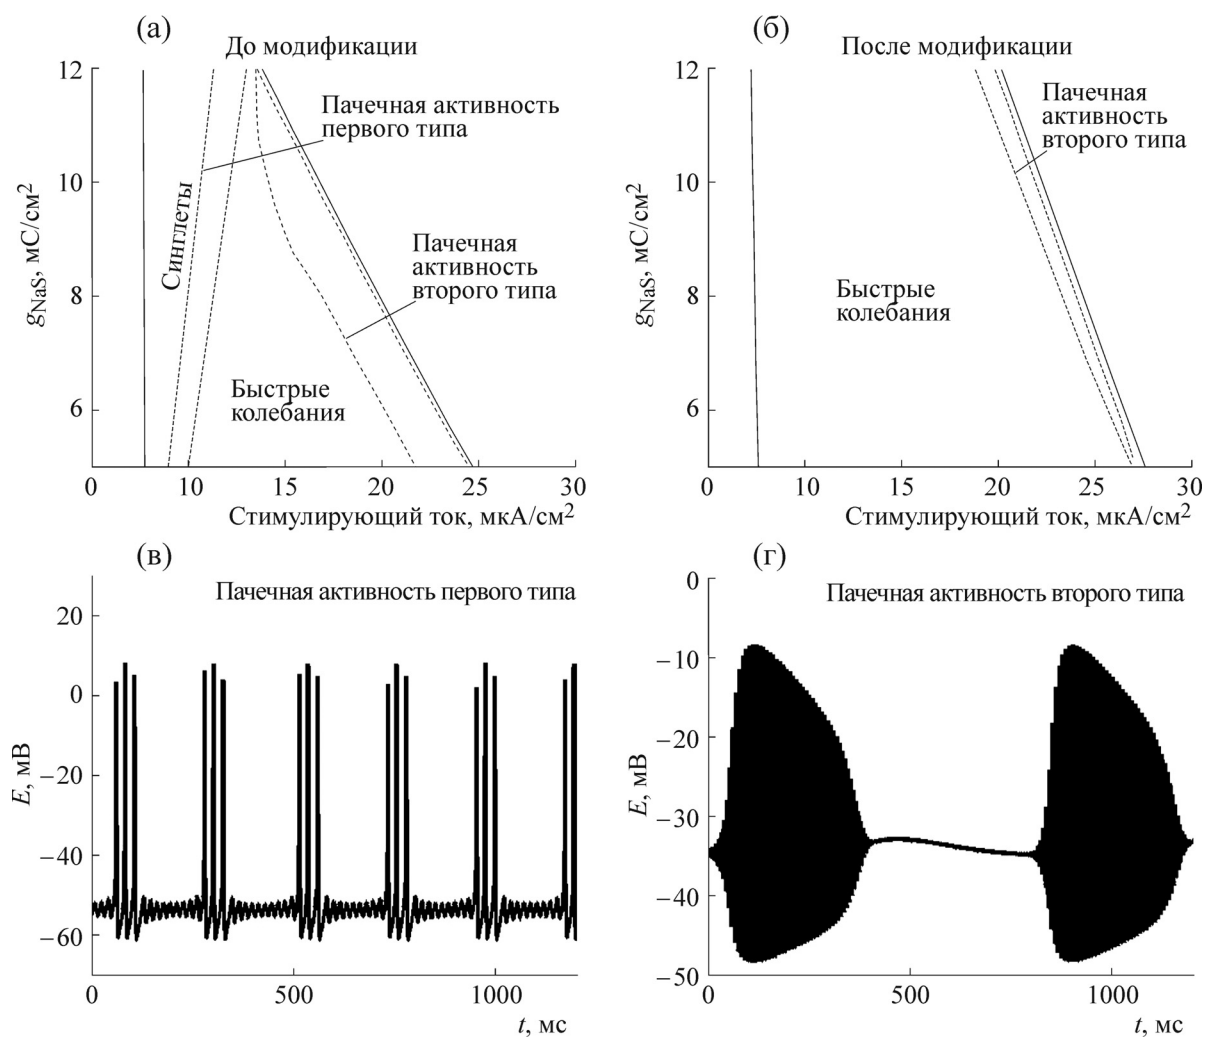 (а)
До модификации
12
10
8
6
g_NaS, мС/см²
Синглеты
Пачечная активность
первого типа
Пачечная
активность
второго типа
Быстрые
колебания
0
10
15
20
25
30
Стимулирующий ток, мкА/см²
(б)
После модификации
12
10
8
6
g_NaS, мС/см²
Пачечная
активность
второго типа
Быстрые
колебания
0
10
15
20
25
30
Стимулирующий ток, мкА/см²
(в)
Пачечная активность первого типа
20
0
−20
−40
−60
E, мВ
0
500
1000
t, мс
(г)
Пачечная активность второго типа
0
−10
−20
−30
−40
−50
E, мВ
0
500
1000
t, мс